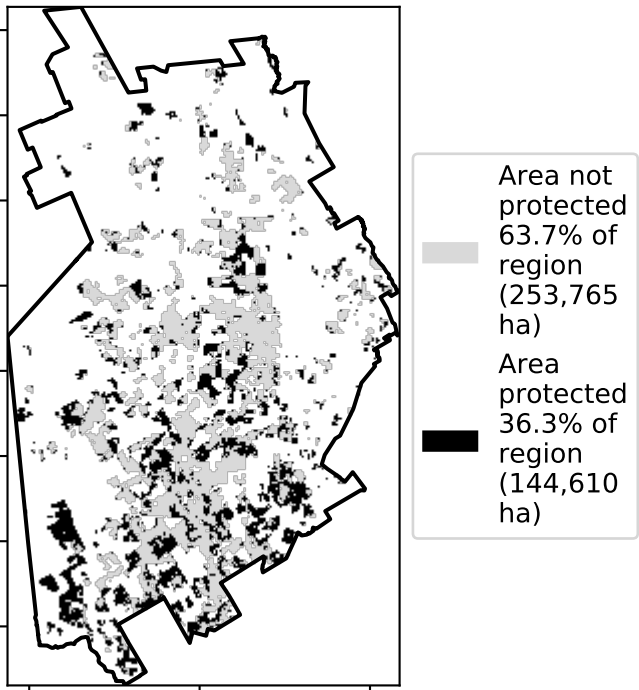 Area not
protected
63.7% of
region
(253,765
ha)
Area
protected
36.3% of
region
(144,610
ha)